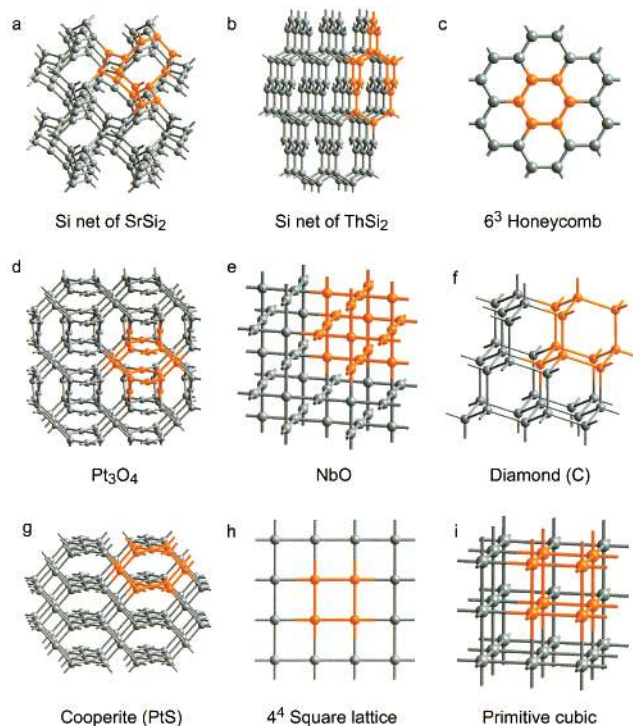 a
b
c
Si net of SrSi₂
Si net of ThSi₂
6³ Honeycomb
d
e
f
Pt₃O₄
NbO
Diamond (C)
g
h
i
Cooperite (PtS)
4⁴ Square lattice
Primitive cubic